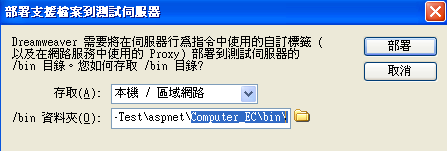 部署支援檔案到測試伺服器
Dreamweaver 需要將在伺服器行為指令中使用的自訂標籤 (
以及在網路服務中使用的 Proxy) 部署到測試伺服器的
/bin 目錄。您如何存取 /bin 目錄?
部署
取消
存取(A): 本機 / 區域網路
/bin 資料夾(O): -Test\aspnet\Computer_EC\bin\